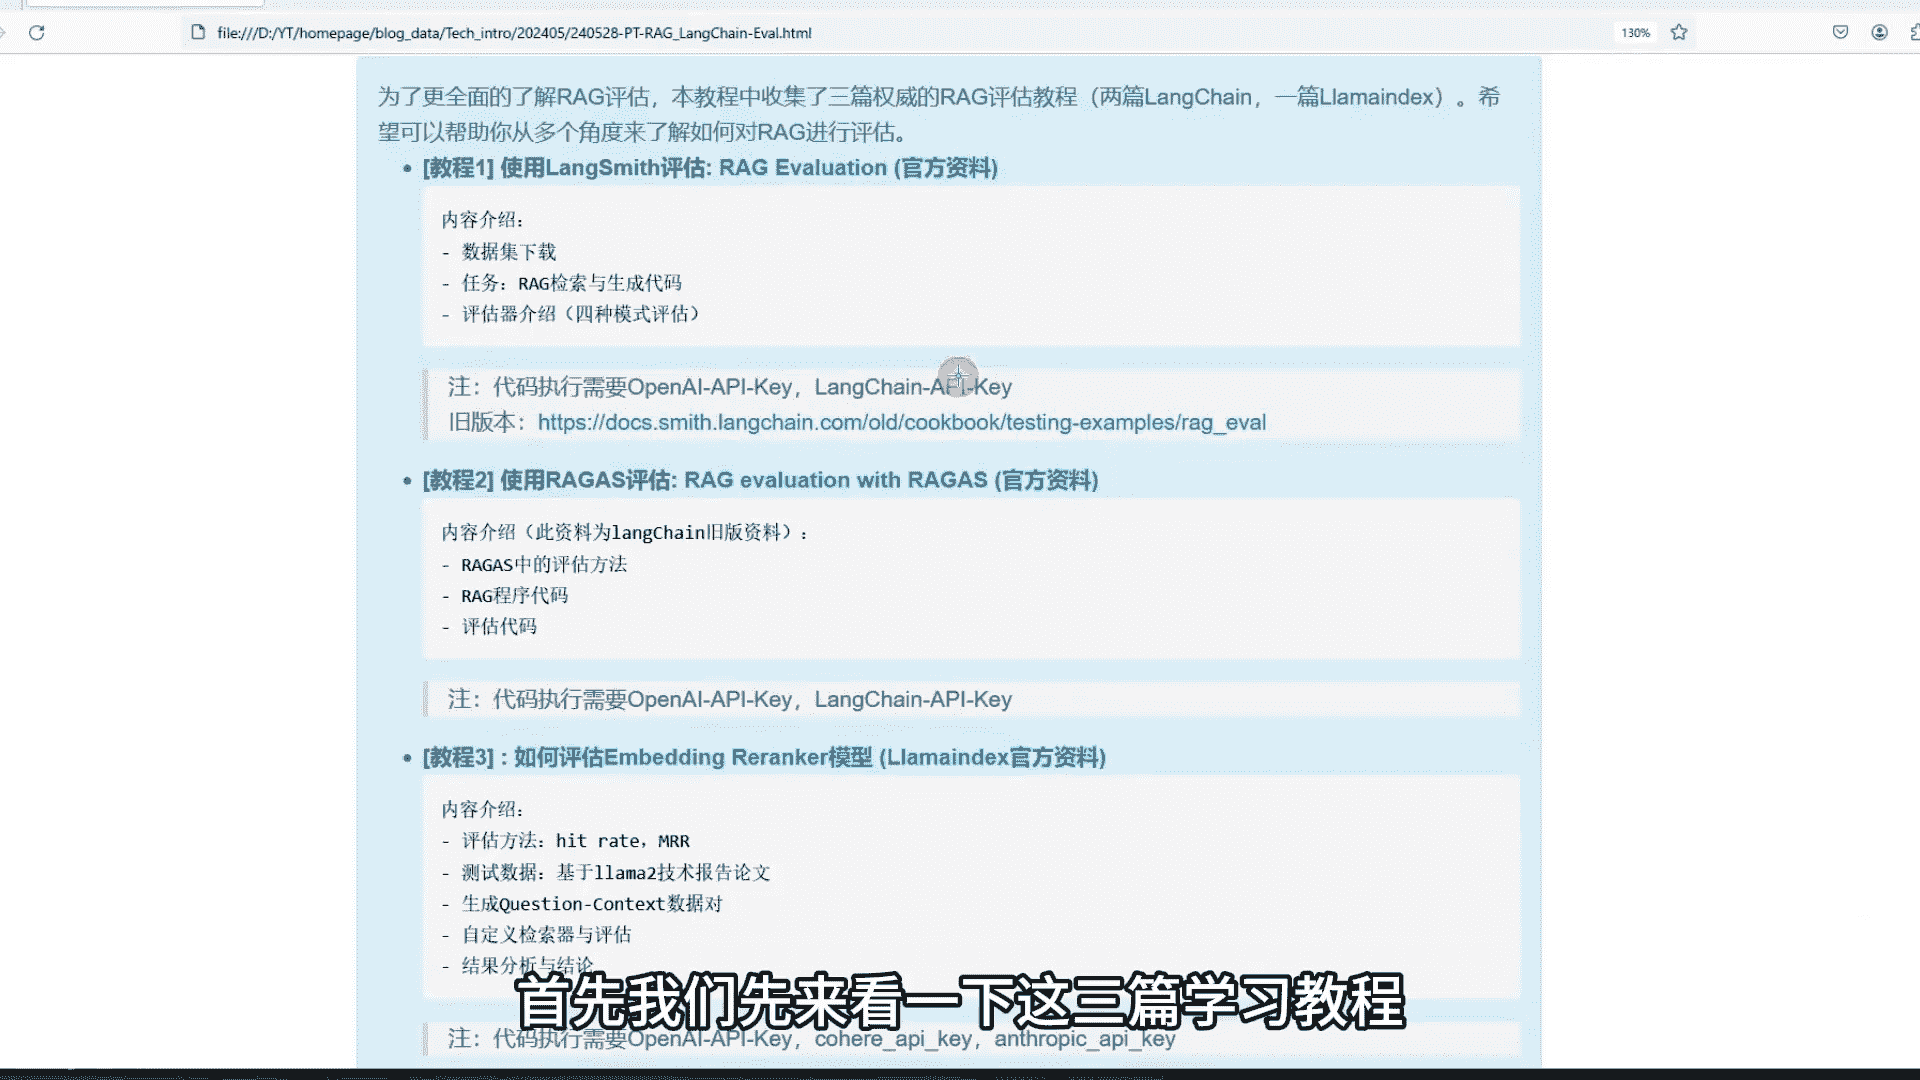 file:///D:/YT/homepage/blog_data/Tech_intro/202405/240528-PT-RAG_LangChain-Eval.html
130%
为了更全面的了解RAG评估，本教程中收集了三篇权威的RAG评估教程（两篇LangChain，一篇Llamaindex）。希
望可以帮助你从多个角度来了解如何对RAG进行评估。
• [教程1] 使用LangSmith评估: RAG Evaluation (官方资料)
内容介绍：
- 数据集下载
- 任务：RAG检索与生成代码
- 评估器介绍（四种模式评估）
注：代码执行需要OpenAI-API-Key，LangChain-API-Key
旧版本：https://docs.smith.langchain.com/old/cookbook/testing-examples/rag_eval
• [教程2] 使用RAGAS评估: RAG evaluation with RAGAS (官方资料)
内容介绍（此资料为langChain旧版资料）：
- RAGAS中的评估方法
- RAG程序代码
- 评估代码
注：代码执行需要OpenAI-API-Key，LangChain-API-Key
• [教程3] : 如何评估Embedding Reranker模型 (Llamaindex官方资料)
内容介绍：
- 评估方法：hit rate，MRR
- 测试数据：基于llama2技术报告论文
- 生成Question-Context数据对
- 自定义检索器与评估
- 结果分析与结论
首先我们先来看一下这三篇学习教程
注：代码执行需要OpenAI-API-Key，cohere_api_key，anthropic_api_key